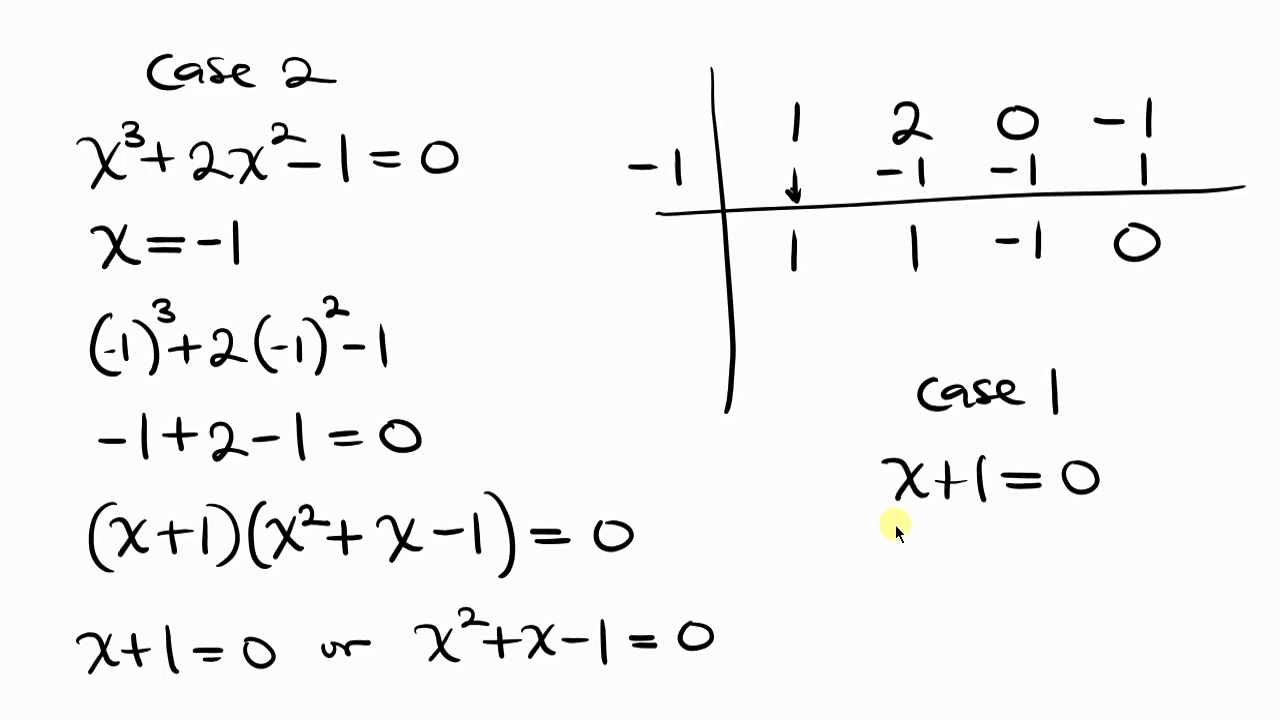 Case 2
x³+2x²-1=0
x=-1
(-1)³+2(-1)²-1
-1+2-1=0
(x+1)(x²+x-1)=0
x+1=0 or x²+x-1=0
1 2 0 -1
-1 -1 -1 1
1 1 -1 0
Case 1
x+1=0